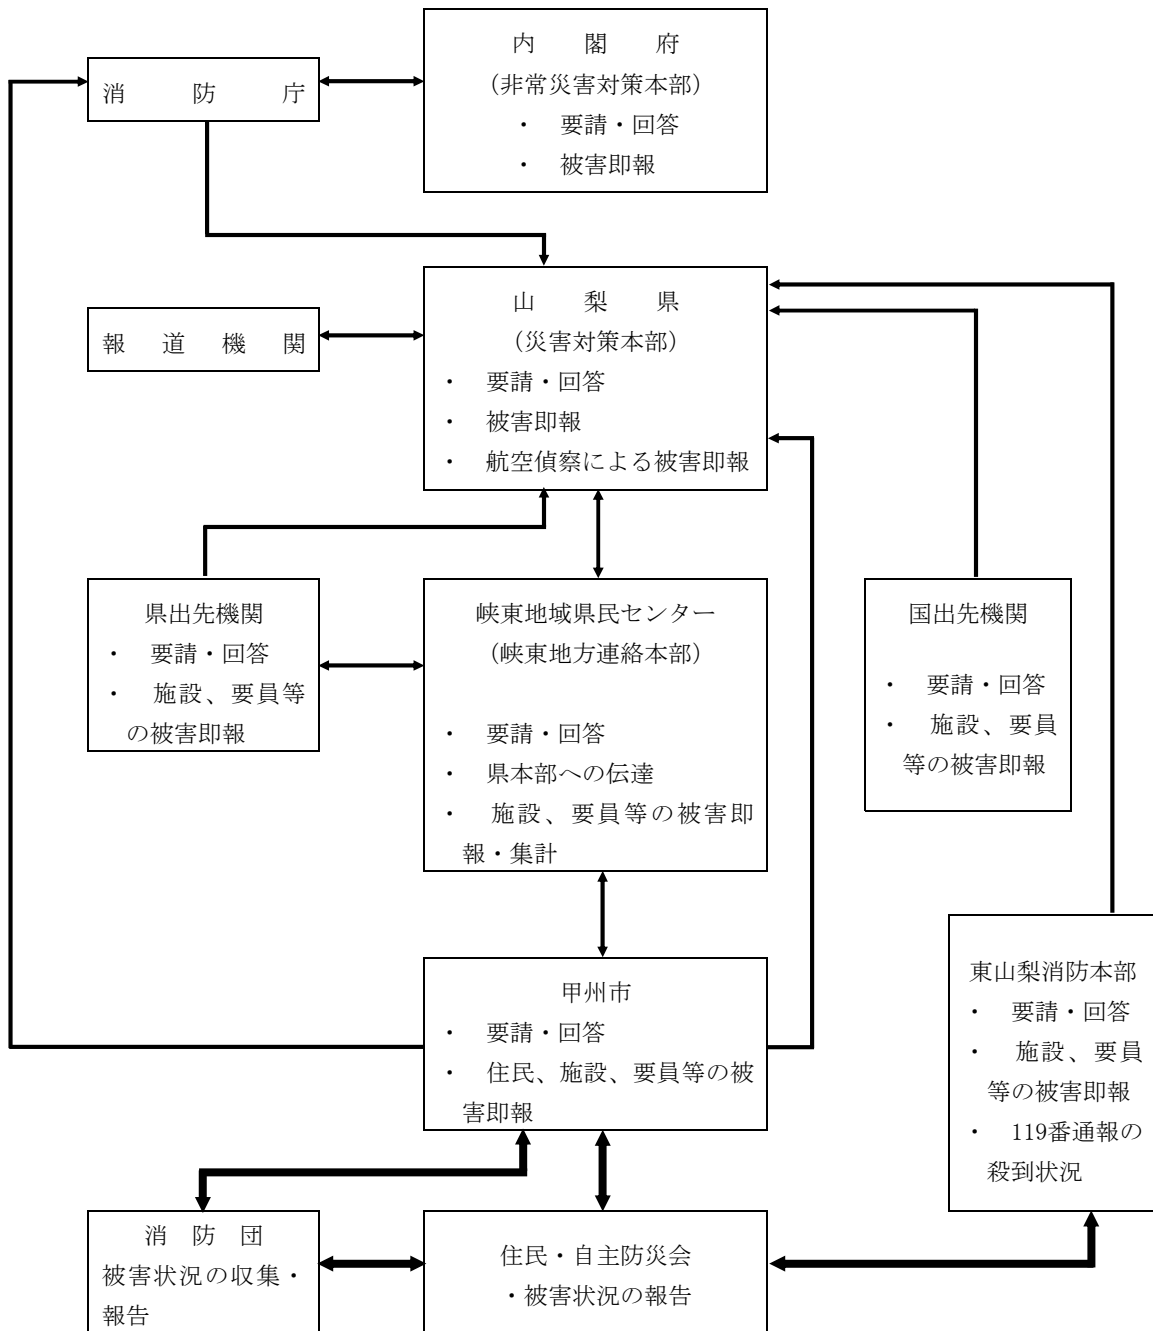 内　閣　府
（非常災害対策本部）
・　要請・回答
・　被害即報
消　防　庁
山　梨　県
（災害対策本部）
・　要請・回答
・　被害即報
・　航空偵察による被害即報
報　道　機　関
県出先機関
・　要請・回答
・　施設、要員等
の被害即報
峡東地域県民センター
（峡東地方連絡本部）
・　要請・回答
・　県本部への伝達
・　施設、要員等の被害即
報・集計
国出先機関
・　要請・回答
・　施設、要員
等の被害即報
甲州市
・　要請・回答
・　住民、施設、要員等の被
害即報
東山梨消防本部
・　要請・回答
・　施設、要員
等の被害即報
・　119番通報の
殺到状況
消　防　団
被害状況の収集・
報告
住民・自主防災会
・被害状況の報告